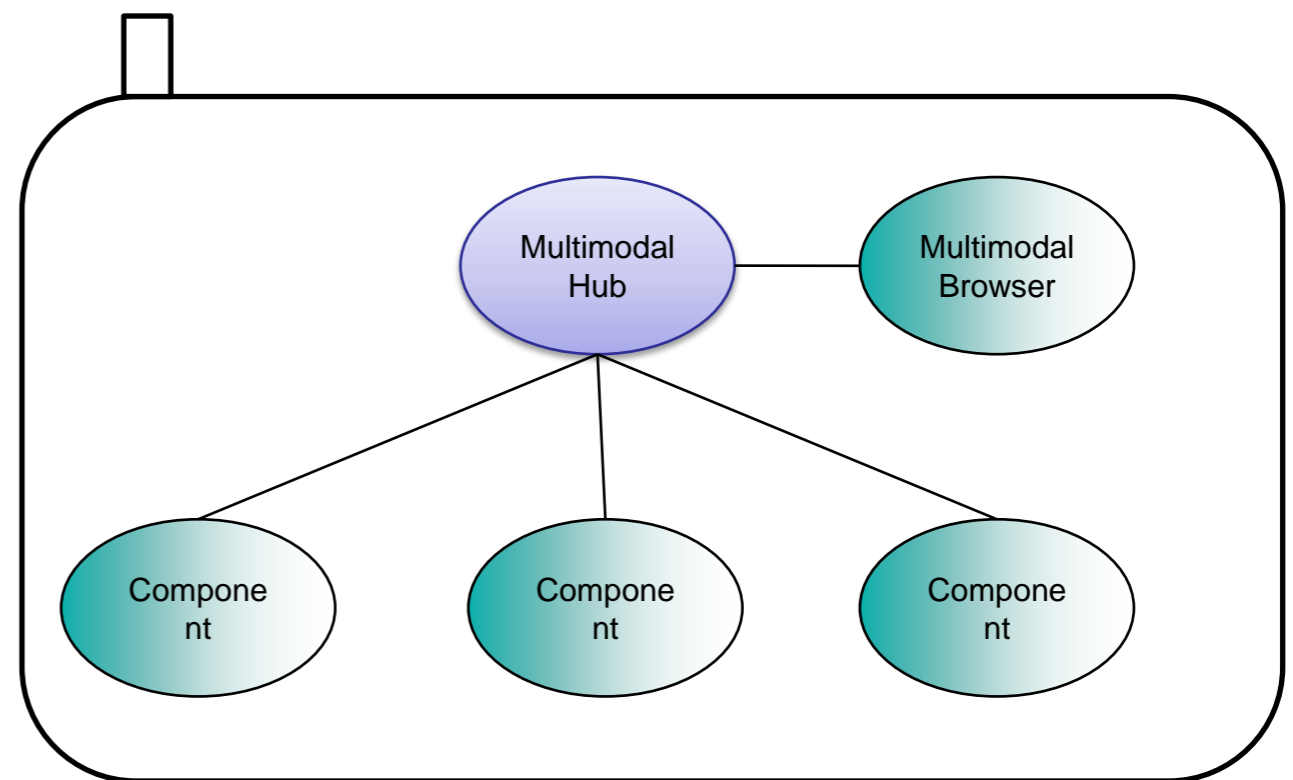 Multimodal
Hub
Multimodal
Browser
Compone
nt
Compone
nt
Compone
nt